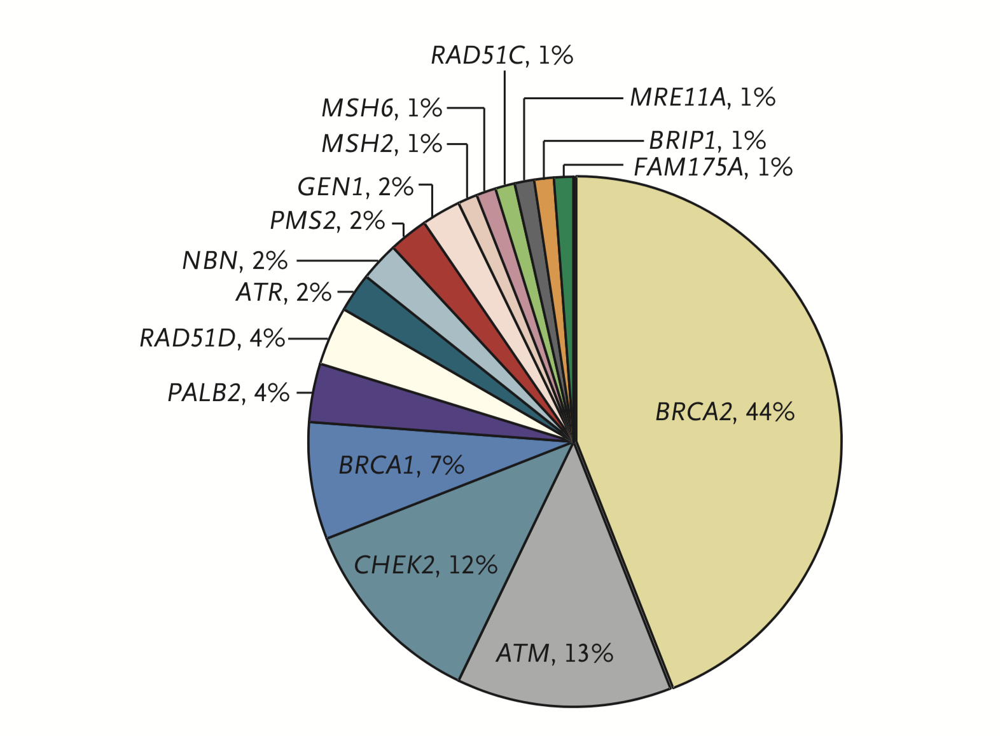 RAD51C, 1%
MRE11A, 1%
MSH6, 1%
BRIP1, 1%
MSH2, 1%
FAM175A, 1%
GEN1, 2%
PMS2, 2%
NBN, 2%
ATR, 2%
RAD51D, 4%
PALB2, 4%
BRCA2, 44%
BRCA1, 7%
CHEK2, 12%
ATM, 13%